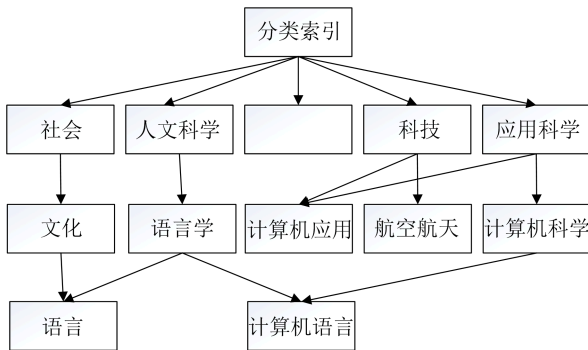 分类索引
社会
人文科学
科技
应用科学
文化
语言学
计算机应用
航空航天
计算机科学
语言
计算机语言